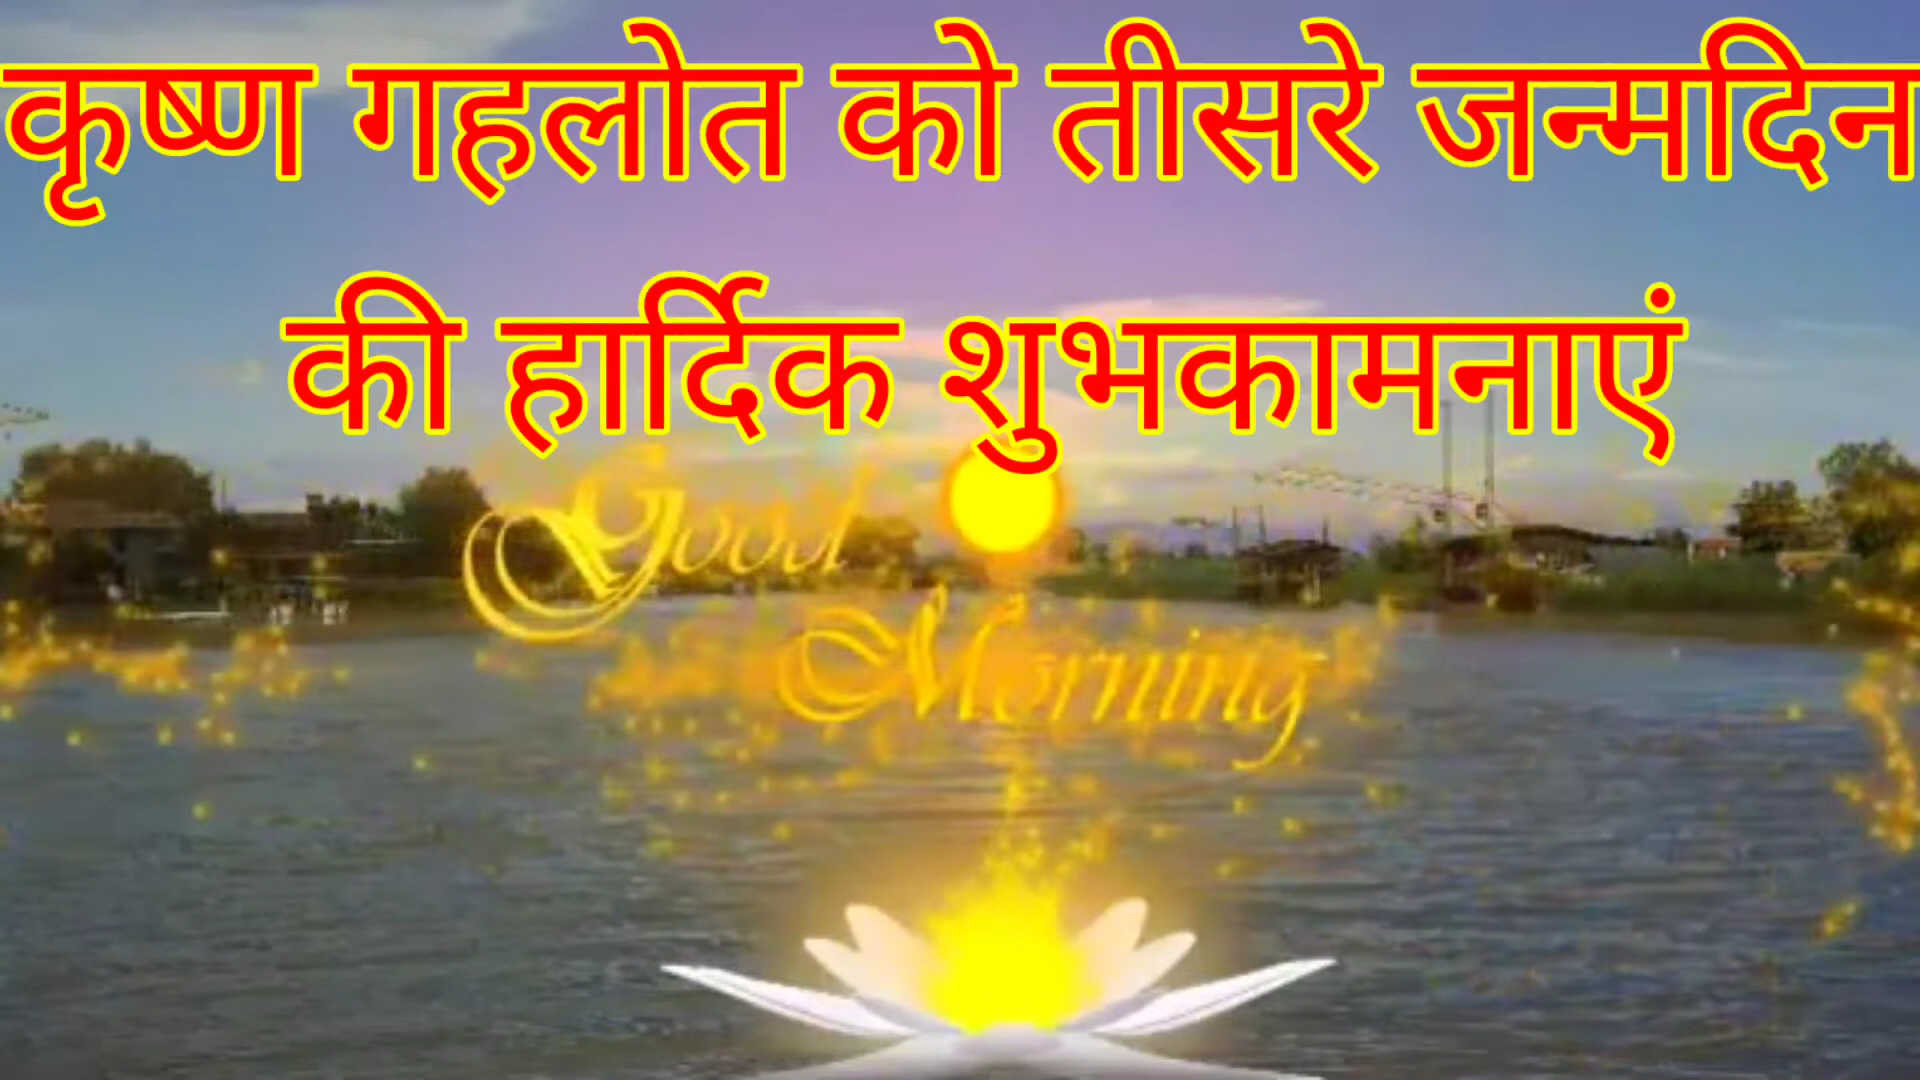 कृष्ण गहलोत को तीसरे जन्मदिन
की हार्दिक शुभकामनाएं
Good
Morning